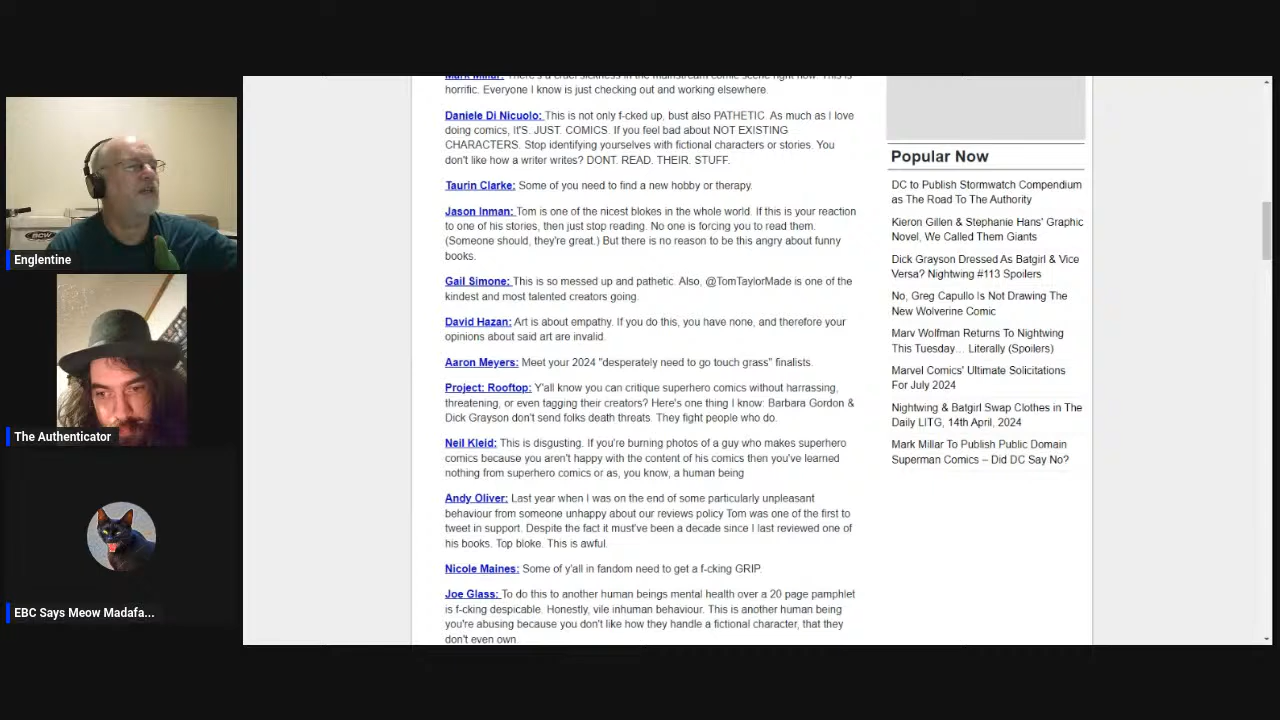 Mark Millar: There's a cruel sickness in the mainstream comic scene right now. This is
horrific. Everyone I know is just checking out and working elsewhere.
Daniele Di Nicuolo: This is not only f-cked up, bust also PATHETIC. As much as I love
doing comics, It'S. JUST. COMICS. If you feel bad about NOT EXISTING
CHARACTERS. Stop identifying yourselves with fictional characters or stories. You
don't like how a writer writes? DONT. READ. THEIR. STUFF.
Taurin Clarke: Some of you need to find a new hobby or therapy.
Jason Inman: Tom is one of the nicest blokes in the whole world. If this is your reaction
to one of his stories, then just stop reading. No one is forcing you to read them.
(Someone should, they're great.) But there is no reason to be this angry about funny
books.
Gail Simone: This is so messed up and pathetic. Also, @TomTaylorMade is one of the
kindest and most talented creators going.
David Hazan: Art is about empathy. If you do this, you have none, and therefore your
opinions about said art are invalid.
Aaron Meyers: Meet your 2024 "desperately need to go touch grass" finalists.
Project: Rooftop: Y'all know you can critique superhero comics without harrassing,
threatening, or even tagging their creators? Here's one thing I know: Barbara Gordon &
Dick Grayson don't send folks death threats. They fight people who do.
Neil Kleid: This is disgusting. If you're burning photos of a guy who makes superhero
comics because you aren't happy with the content of his comics then you've learned
nothing from superhero comics or as, you know, a human being
Andy Oliver: Last year when I was on the end of some particularly unpleasant
behaviour from someone unhappy about our reviews policy Tom was one of the first to
tweet in support. Despite the fact it must've been a decade since I last reviewed one of
his books. Top bloke. This is awful.
Nicole Maines: Some of y'all in fandom need to get a f-cking GRIP.
Joe Glass: To do this to another human beings mental health over a 20 page pamphlet
is f-cking despicable. Honestly, vile inhuman behaviour. This is another human being
you're abusing because you don't like how they handle a fictional character, that they
don't even own
Popular Now
DC to Publish Stormwatch Compendium
as The Road To The Authority
Kieron Gillen & Stephanie Hans' Graphic
Novel, We Called Them Giants
Dick Grayson Dressed As Batgirl & Vice
Versa? Nightwing #113 Spoilers
No, Greg Capullo Is Not Drawing The
New Wolverine Comic
Marv Wolfman Returns To Nightwing
This Tuesday… Literally (Spoilers)
Marvel Comics' Ultimate Solicitations
For July 2024
Nightwing & Batgirl Swap Clothes in The
Daily LITG, 14th April, 2024
Mark Millar To Publish Public Domain
Superman Comics – Did DC Say No?
BCW
Englentine
The Authenticator
EBC Says Meow Madafa...